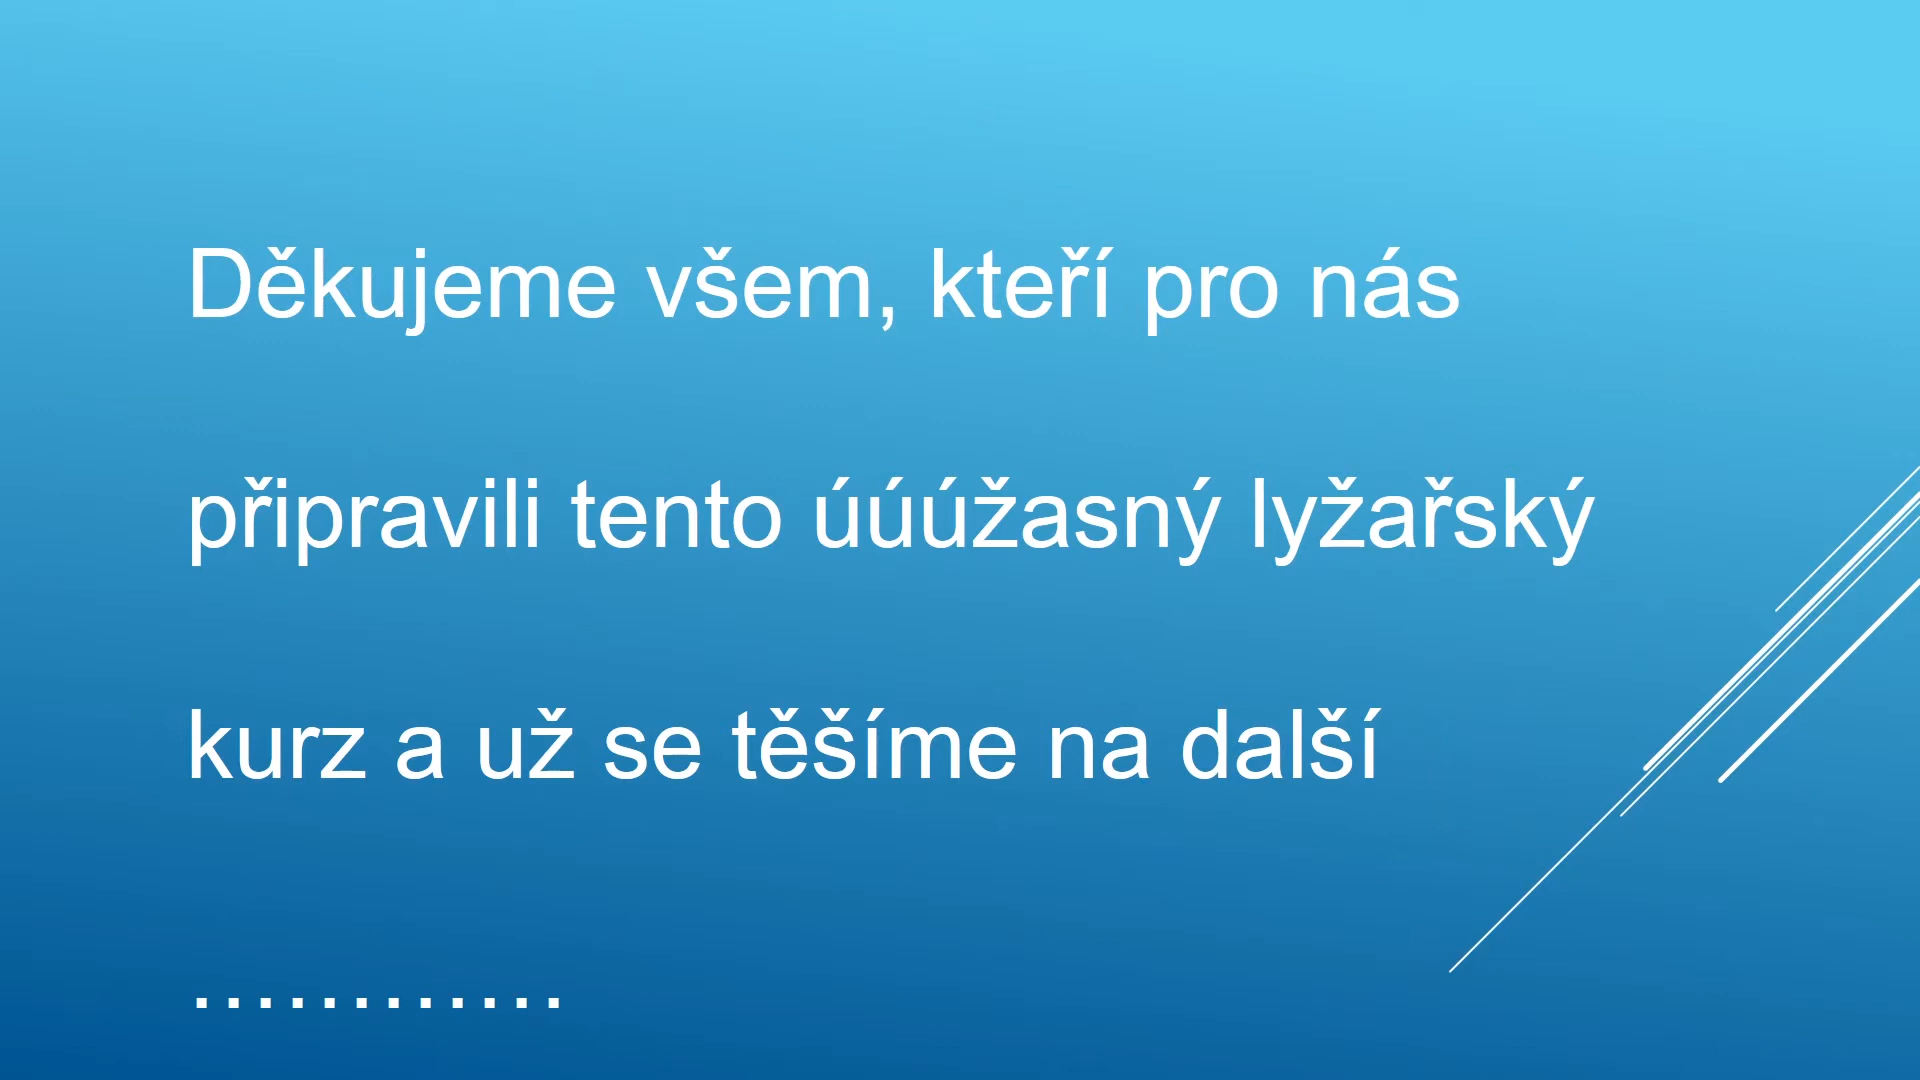 Děkujeme všem, kteří pro nás
připravili tento úúúžasný lyžařský
kurz a už se těšíme na další
............